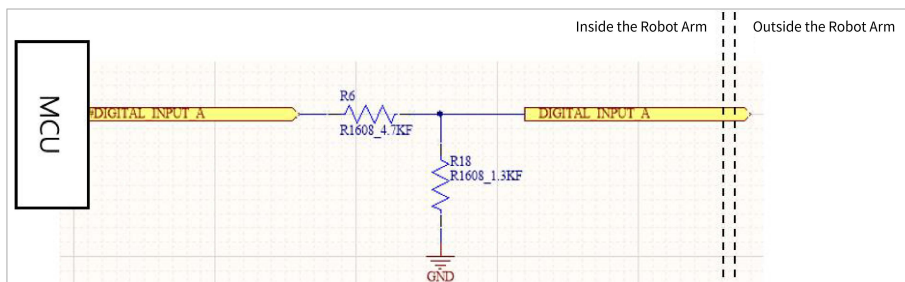 Inside the Robot Arm
Outside the Robot Arm
MCU
#DIGITAL INPUT A
R6
R1608_4.7KF
DIGITAL INPUT A
R18
R1608_1.3KF
GND